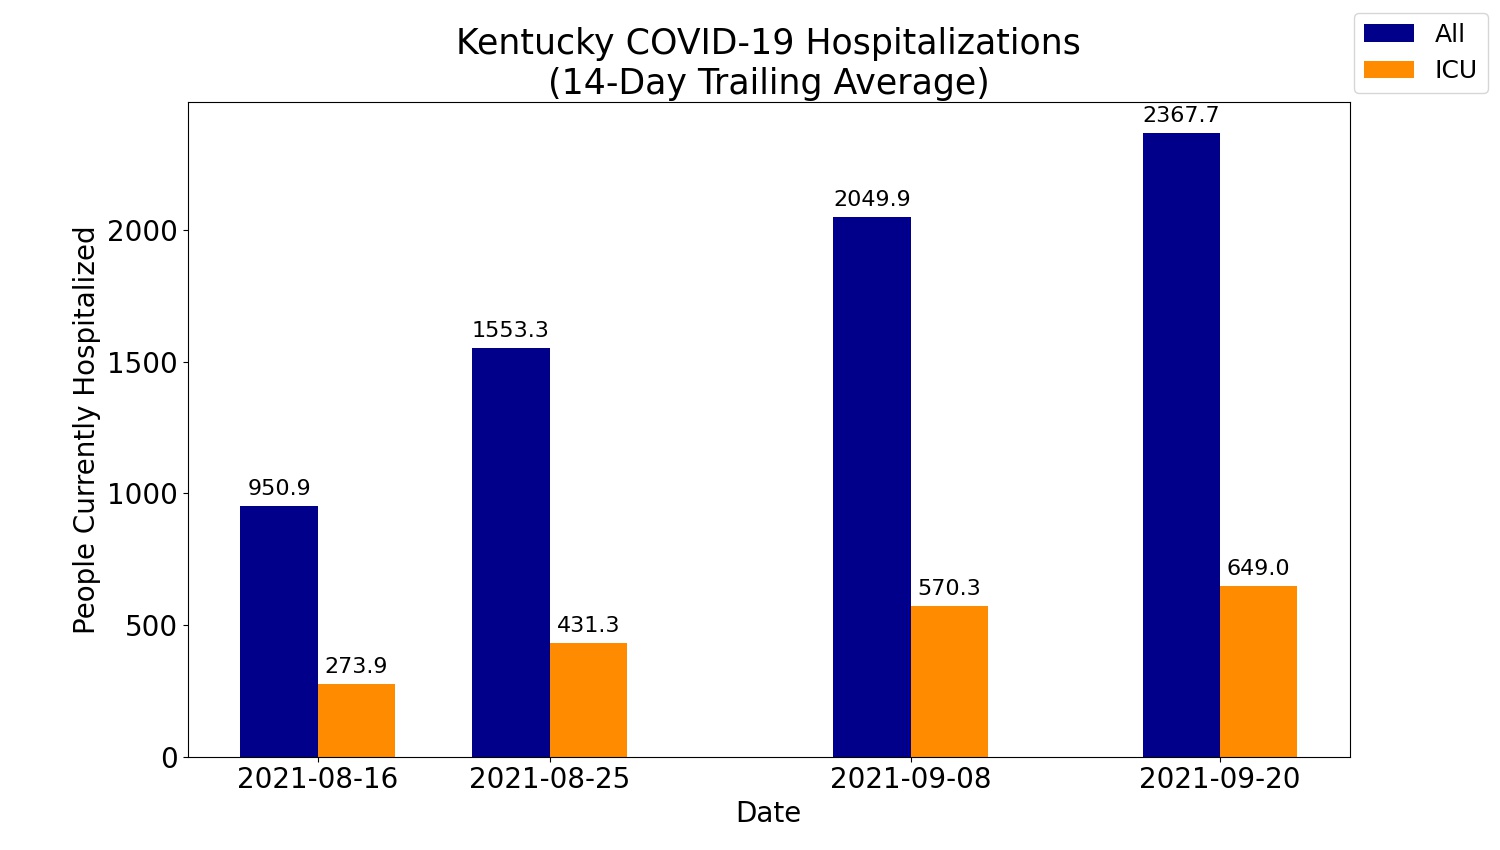 Kentucky COVID-19 Hospitalizations
(14-Day Trailing Average)
All
ICU
People Currently Hospitalized
2000
1500
1000
500
0
950.9
273.9
1553.3
431.3
2049.9
570.3
2367.7
649.0
2021-08-16
2021-08-25
2021-09-08
2021-09-20
Date